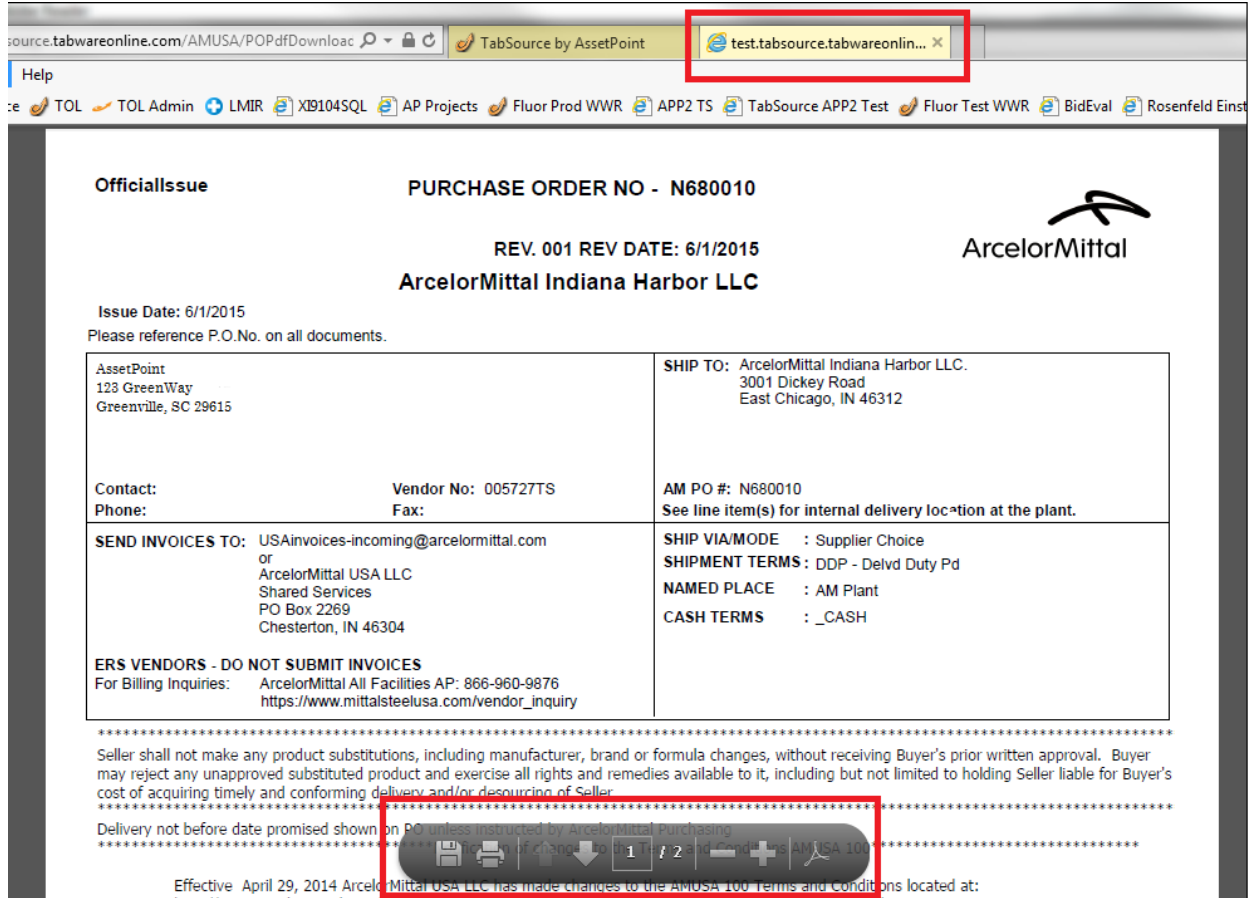 source.tabwareonline.com/AMUSA/POPdfDownloac
TabSource by AssetPoint
test.tabsource.tabwareonlin...
Help
ce TOL TOL Admin LMIR XI9104SQL AP Projects Fluor Prod WWR APP2 TS TabSource APP2 Test Fluor Test WWR BidEval Rosenfeld Einst
OfficialIssue
PURCHASE ORDER NO - N680010
REV. 001 REV DATE: 6/1/2015
ArcelorMittal
ArcelorMittal Indiana Harbor LLC
Issue Date: 6/1/2015
Please reference P.O.No. on all documents.
AssetPoint
123 GreenWay
Greenville, SC 29615
SHIP TO: ArcelorMittal Indiana Harbor LLC.
3001 Dickey Road
East Chicago, IN 46312
Contact: Vendor No: 005727TS
Phone: Fax:
AM PO #: N680010
See line item(s) for internal delivery location at the plant.
SEND INVOICES TO: USAinvoices-incoming@arcelormittal.com
or
ArcelorMittal USA LLC
Shared Services
PO Box 2269
Chesterton, IN 46304
ERS VENDORS - DO NOT SUBMIT INVOICES
For Billing Inquiries: ArcelorMittal All Facilities AP: 866-960-9876
https://www.mittalsteelusa.com/vendor_inquiry
SHIP VIA/MODE : Supplier Choice
SHIPMENT TERMS : DDP - Delvd Duty Pd
NAMED PLACE : AM Plant
CASH TERMS : _CASH
Seller shall not make any product substitutions, including manufacturer, brand or formula changes, without receiving Buyer's prior written approval. Buyer
may reject any unapproved substituted product and exercise all rights and remedies available to it, including but not limited to holding Seller liable for Buyer's
cost of acquiring timely and conforming delivery and/or desourcing of Seller
Delivery not before date promised shown on PO unless instructed by ArcelorMittal Purchasing
of changes to the Terms and Conditions AMUSA 100
1 / 2
Effective April 29, 2014 ArcelorMittal USA LLC has made changes to the AMUSA 100 Terms and Conditions located at: